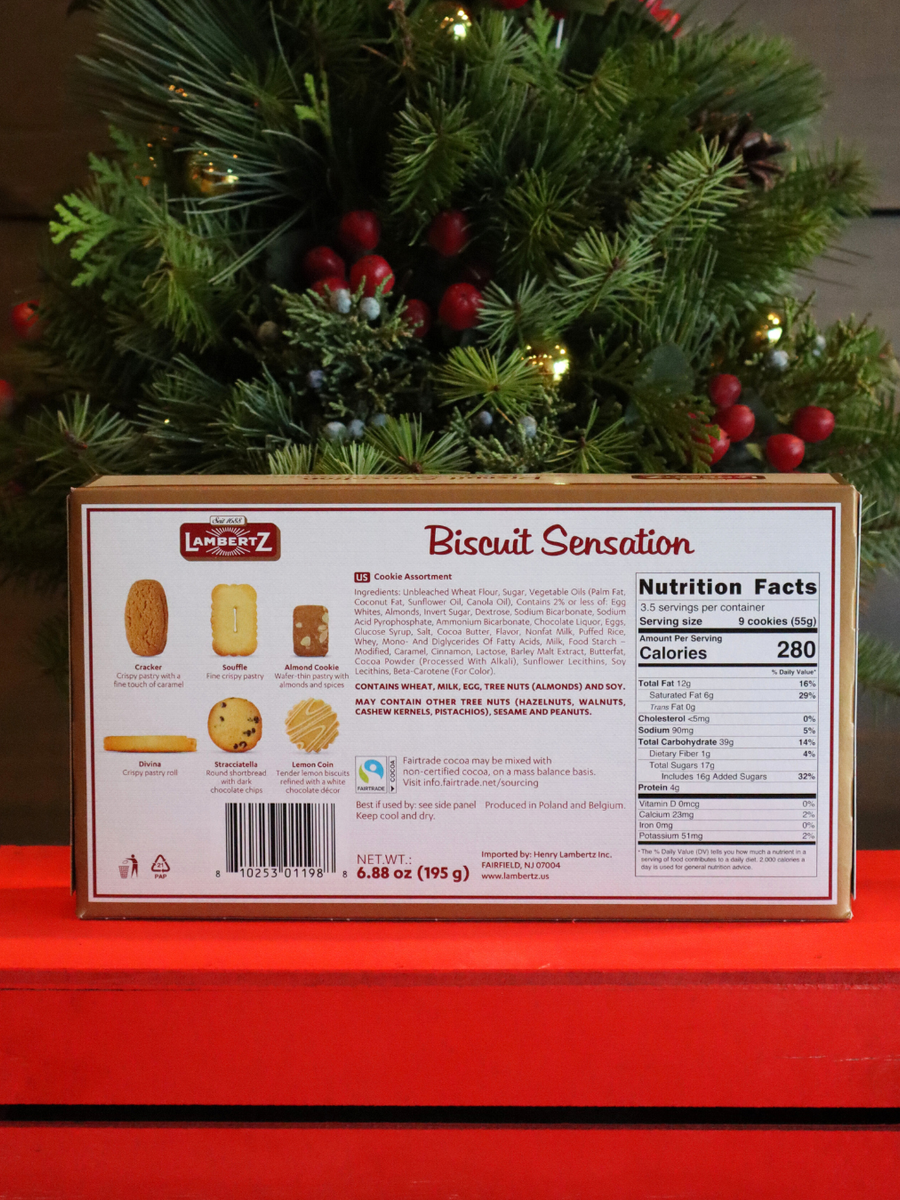 Seit 1688
LAMBERTZ
Biscuit Sensation
Cracker
Crispy pastry with a
fine touch of caramel
Souffle
Fine crispy pastry
Almond Cookie
Wafer-thin pastry with
almonds and spices
Divina
Crispy pastry roll
Stracciatella
Round shortbread
with dark
chocolate chips
Lemon Coin
Tender lemon biscuits
refined with a white
chocolate décor
21
PAP
8 10253 01198 8
US Cookie Assortment
Ingredients: Unbleached Wheat Flour, Sugar, Vegetable Oils (Palm Fat,
Coconut Fat, Sunflower Oil, Canola Oil), Contains 2% or less of: Egg
Whites, Almonds, Invert Sugar, Dextrose, Sodium Bicarbonate, Sodium
Acid Pyrophosphate, Ammonium Bicarbonate, Chocolate Liquor, Eggs,
Glucose Syrup, Salt, Cocoa Butter, Flavor, Nonfat Milk, Puffed Rice,
Whey, Mono- And Diglycerides Of Fatty Acids, Milk, Food Starch –
Modified, Caramel, Cinnamon, Lactose, Barley Malt Extract, Butterfat,
Cocoa Powder (Processed With Alkali), Sunflower Lecithins, Soy
Lecithins, Beta-Carotene (For Color).
CONTAINS WHEAT, MILK, EGG, TREE NUTS (ALMONDS) AND SOY.
MAY CONTAIN OTHER TREE NUTS (HAZELNUTS, WALNUTS,
CASHEW KERNELS, PISTACHIOS), SESAME AND PEANUTS.
FAIRTRADE
COCOA
Fairtrade cocoa may be mixed with
non-certified cocoa, on a mass balance basis.
Visit info.fairtrade.net/sourcing
Best if used by: see side panel Produced in Poland and Belgium.
Keep cool and dry.
NET.WT.:
6.88 oz (195 g)
Imported by: Henry Lambertz Inc.
FAIRFIELD, NJ 07004
www.lambertz.us
Nutrition Facts
3.5 servings per container
Serving size 9 cookies (55g)
Amount Per Serving
Calories 280
% Daily Value*
Total Fat 12g 16%
Saturated Fat 6g 29%
Trans Fat 0g
Cholesterol <5mg 0%
Sodium 90mg 5%
Total Carbohydrate 39g 14%
Dietary Fiber 1g 4%
Total Sugars 17g
Includes 16g Added Sugars 32%
Protein 4g
Vitamin D 0mcg 0%
Calcium 23mg 2%
Iron 0mg 0%
Potassium 51mg 2%
*The % Daily Value (DV) tells you how much a nutrient in a
serving of food contributes to a daily diet. 2,000 calories a
day is used for general nutrition advice.